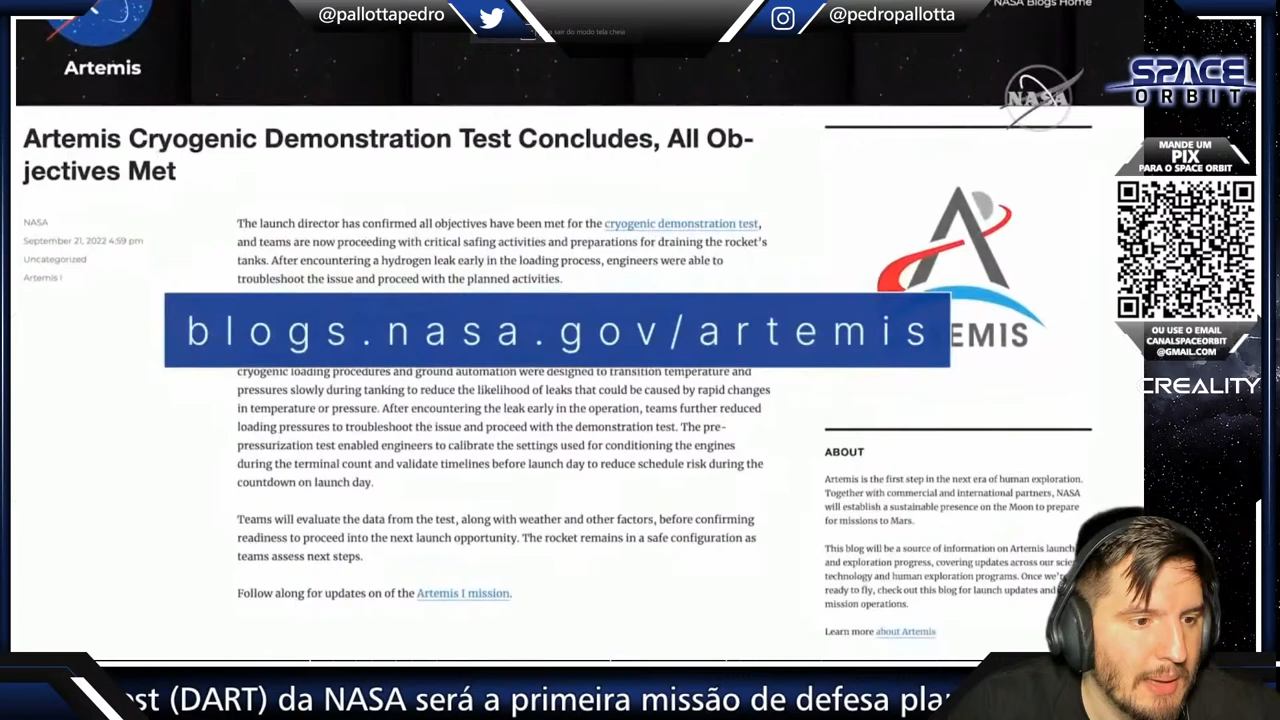 @pallottapedro
@pedropallotta
NASA Blogs Home
sair do modo tela cheia
Artemis
NASA
SPACE
ORBIT
Artemis Cryogenic Demonstration Test Concludes, All Ob-
jectives Met
NASA
September 21, 2022 4:59 pm
Uncategorized
Artemis I
The launch director has confirmed all objectives have been met for the cryogenic demonstration test,
and teams are now proceeding with critical safing activities and preparations for draining the rocket's
tanks. After encountering a hydrogen leak early in the loading process, engineers were able to
troubleshoot the issue and proceed with the planned activities.
blogs.nasa.gov/artemis
cryogenic loading procedures and ground automation were designed to transition temperature and
pressures slowly during tanking to reduce the likelihood of leaks that could be caused by rapid changes
in temperature or pressure. After encountering the leak early in the operation, teams further reduced
loading pressures to troubleshoot the issue and proceed with the demonstration test. The pre-
pressurization test enabled engineers to calibrate the settings used for conditioning the engines
during the terminal count and validate timelines before launch day to reduce schedule risk during the
countdown on launch day.
Teams will evaluate the data from the test, along with weather and other factors, before confirming
readiness to proceed into the next launch opportunity. The rocket remains in a safe configuration as
teams assess next steps.
Follow along for updates on of the Artemis I mission.
EMIS
ABOUT
Artemis is the first step in the next era of human exploration.
Together with commercial and international partners, NASA
will establish a sustainable presence on the Moon to prepare
for missions to Mars.
This blog will be a source of information on Artemis launch
and exploration progress, covering updates across our scie
technology and human exploration programs. Once we'r
ready to fly, check out this blog for launch updates and
mission operations.
Learn more about Artemis
MANDE UM
PIX
PARA O SPACE ORBIT
OU USE O EMAIL
CANALSPACEORBIT
@GMAIL.COM
CREALITY
est (DART) da NASA será a primeira missão de defesa pla